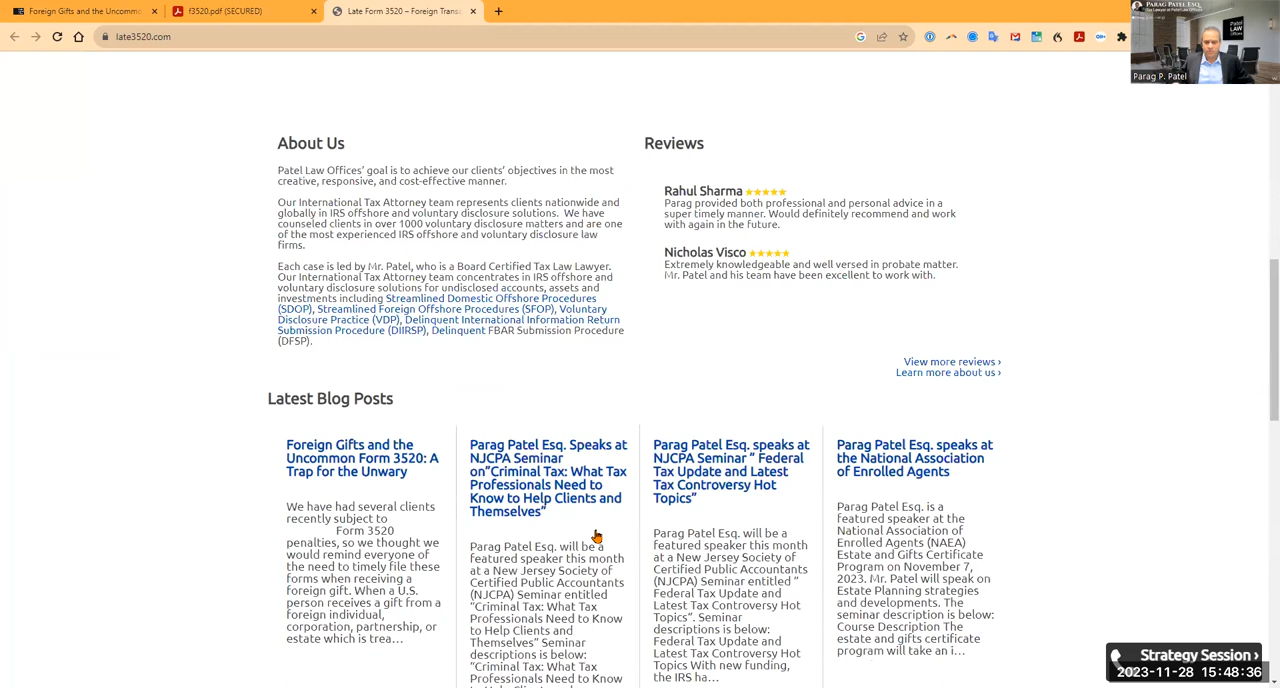 Foreign Gifts and the Uncommo
f3520.pdf (SECURED)
Late Form 3520 – Foreign Trans
late3520.com
PARAG PATEL ESQ.
Tax Lawyer at Patel Law Offices
Patel
LAW
Parag P. Patel
About Us
Patel Law Offices’ goal is to achieve our clients’ objectives in the most
creative, responsive, and cost-effective manner.
Our International Tax Attorney team represents clients nationwide and
globally in IRS offshore and voluntary disclosure solutions. We have
counseled clients in over 1000 voluntary disclosure matters and are one
of the most experienced IRS offshore and voluntary disclosure law
firms.
Each case is led by Mr. Patel, who is a Board Certified Tax Law Lawyer.
Our International Tax Attorney team concentrates in IRS offshore and
voluntary disclosure solutions for undisclosed accounts, assets and
investments including Streamlined Domestic Offshore Procedures
(SDOP), Streamlined Foreign Offshore Procedures (SFOP), Voluntary
Disclosure Practice (VDP), Delinquent International Information Return
Submission Procedure (DIIRSP), Delinquent FBAR Submission Procedure
(DFSP).
Reviews
Rahul Sharma
Parag provided both professional and personal advice in a
super timely manner. Would definitely recommend and work
with again in the future.
Nicholas Visco
Extremely knowledgeable and well versed in probate matter.
Mr. Patel and his team have been excellent to work with.
View more reviews ›
Learn more about us ›
Latest Blog Posts
Foreign Gifts and the
Uncommon Form 3520: A
Trap for the Unwary
We have had several clients
recently subject to
Form 3520
penalties, so we thought we
would remind everyone of
the need to timely file these
forms when receiving a
foreign gift. When a U.S.
person receives a gift from a
foreign individual,
corporation, partnership, or
estate which is trea…
Parag Patel Esq. Speaks at
NJCPA Seminar
on”Criminal Tax: What Tax
Professionals Need to
Know to Help Clients and
Themselves”
Parag Patel Esq. will be a
featured speaker this month
at a New Jersey Society of
Certified Public Accountants
(NJCPA) Seminar entitled
“Criminal Tax: What Tax
Professionals Need to Know
to Help Clients and
Themselves” Seminar
descriptions is below:
“Criminal Tax: What Tax
Professionals Need to Know
Parag Patel Esq. speaks at
NJCPA Seminar ” Federal
Tax Update and Latest
Tax Controversy Hot
Topics”
Parag Patel Esq. will be a
featured speaker this month
at a New Jersey Society of
Certified Public Accountants
(NJCPA) Seminar entitled “
Federal Tax Update and
Latest Tax Controversy Hot
Topics“. Seminar
descriptions is below:
Federal Tax Update and
Latest Tax Controversy Hot
Topics With new funding,
the IRS ha…
Parag Patel Esq. speaks at
the National Association
of Enrolled Agents
Parag Patel Esq. is a
featured speaker at the
National Association of
Enrolled Agents (NAEA)
Estate and Gifts Certificate
Program on November 7,
2023. Mr. Patel will speak on
Estate Planning strategies
and developments. The
seminar description is below:
Course Description The
estate and gifts certificate
program will take an i…
Strategy Session ›
2023-11-28 15:48:36